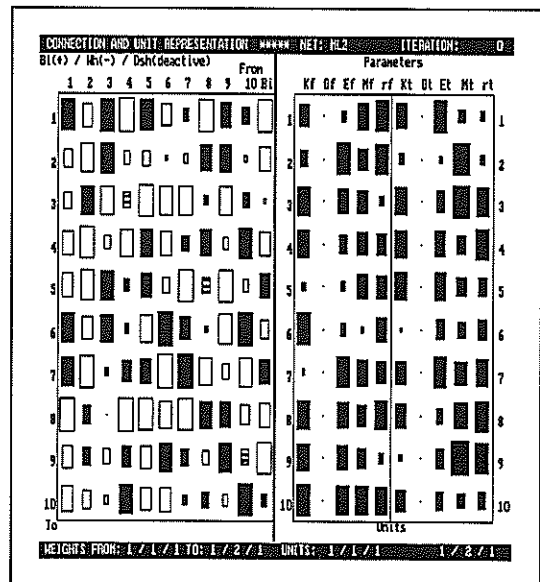 CONNECTION AND UNIT REPRESENTATION ***** NET: ML2 ITERATION: 0
Bl(+) / Wh(-) / Dsh(deactive) From Parameters
1 2 3 4 5 6 7 8 9 10 Bi Kf θf Ef Mf rf Kt θt Et Mt rt
1 1 1
2 2 2
3 3 3
4 4 4
5 5 5
6 6 6
7 7 7
8 8 8
9 9 9
10 10 10
To Units
WEIGHTS FROM: 1 / 1 / 1 TO: 1 / 2 / 1 UNITS: 1 / 1 / 1 1 / 2 / 1